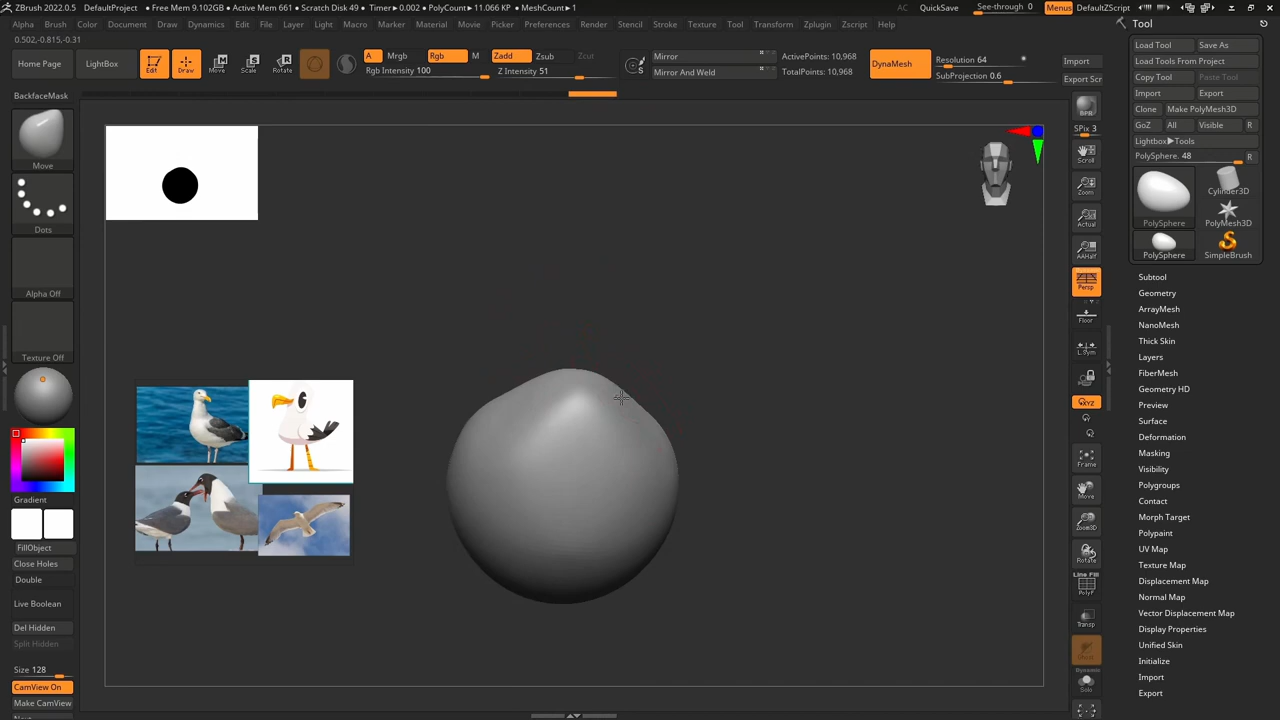 ZBrush 2022.0.5 DefaultProject • Free Mem 9.102GB • Active Mem 661 • Scratch Disk 49 • Timer▶0.002 • PolyCount▶11.066 KP • MeshCount▶1
AC QuickSave See-through 0 Menus DefaultZScript
Alpha Brush Color Document Draw Dynamics Edit File Layer Light Macro Marker Material Movie Picker Preferences Render Stencil Stroke Texture Tool Transform Zplugin Zscript Help
Tool
0.502,-0.815,-0.31
Home Page LightBox Edit Draw Move Scale Rotate
A Mrgb Rgb M Zadd Zsub Zcut
Rgb Intensity 100 Z Intensity 51
Mirror
Mirror And Weld
ActivePoints: 10,968
TotalPoints: 10,968
DynaMesh
Resolution 64
SubProjection 0.6
Import
Export Scr
Load Tool Save As
Load Tools From Project
Copy Tool Paste Tool
Import Export
Clone Make PolyMesh3D
GoZ All Visible R
Lightbox▶Tools
PolySphere. 48 R
PolySphere Cylinder3D
PolyMesh3D
PolySphere SimpleBrush
BackfaceMask
Move
Dots
Alpha Off
Texture Off
Gradient
FillObject
Close Holes
Double
Live Boolean
Del Hidden
Split Hidden
Size 128
CamView On
Make CamView
BPR
SPix 3
Scroll
Zoom
Actual
AAHalf
Persp
Floor
L.Sym
XYZ
Frame
Move
Zoom3D
Rotate
Line Fill
PolyF
Transp
Ghost
Dynamic
Solo
Subtool
Geometry
ArrayMesh
NanoMesh
Thick Skin
Layers
FiberMesh
Geometry HD
Preview
Surface
Deformation
Masking
Visibility
Polygroups
Contact
Morph Target
Polypaint
UV Map
Texture Map
Displacement Map
Normal Map
Vector Displacement Map
Display Properties
Unified Skin
Initialize
Import
Export